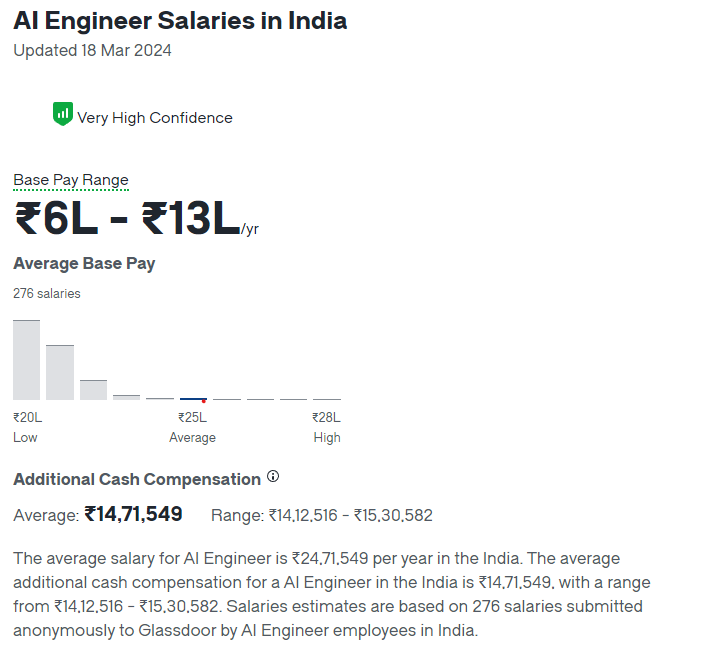 AI Engineer Salaries in India
Updated 18 Mar 2024
Very High Confidence
Base Pay Range
₹6L - ₹13L/yr
Average Base Pay
276 salaries
₹20L ₹25L ₹28L
Low Average High
Additional Cash Compensation
Average: ₹14,71,549 Range: ₹14,12,516 - ₹15,30,582
The average salary for AI Engineer is ₹24,71,549 per year in the India. The average
additional cash compensation for a AI Engineer in the India is ₹14,71,549, with a range
from ₹14,12,516 - ₹15,30,582. Salaries estimates are based on 276 salaries submitted
anonymously to Glassdoor by AI Engineer employees in India.